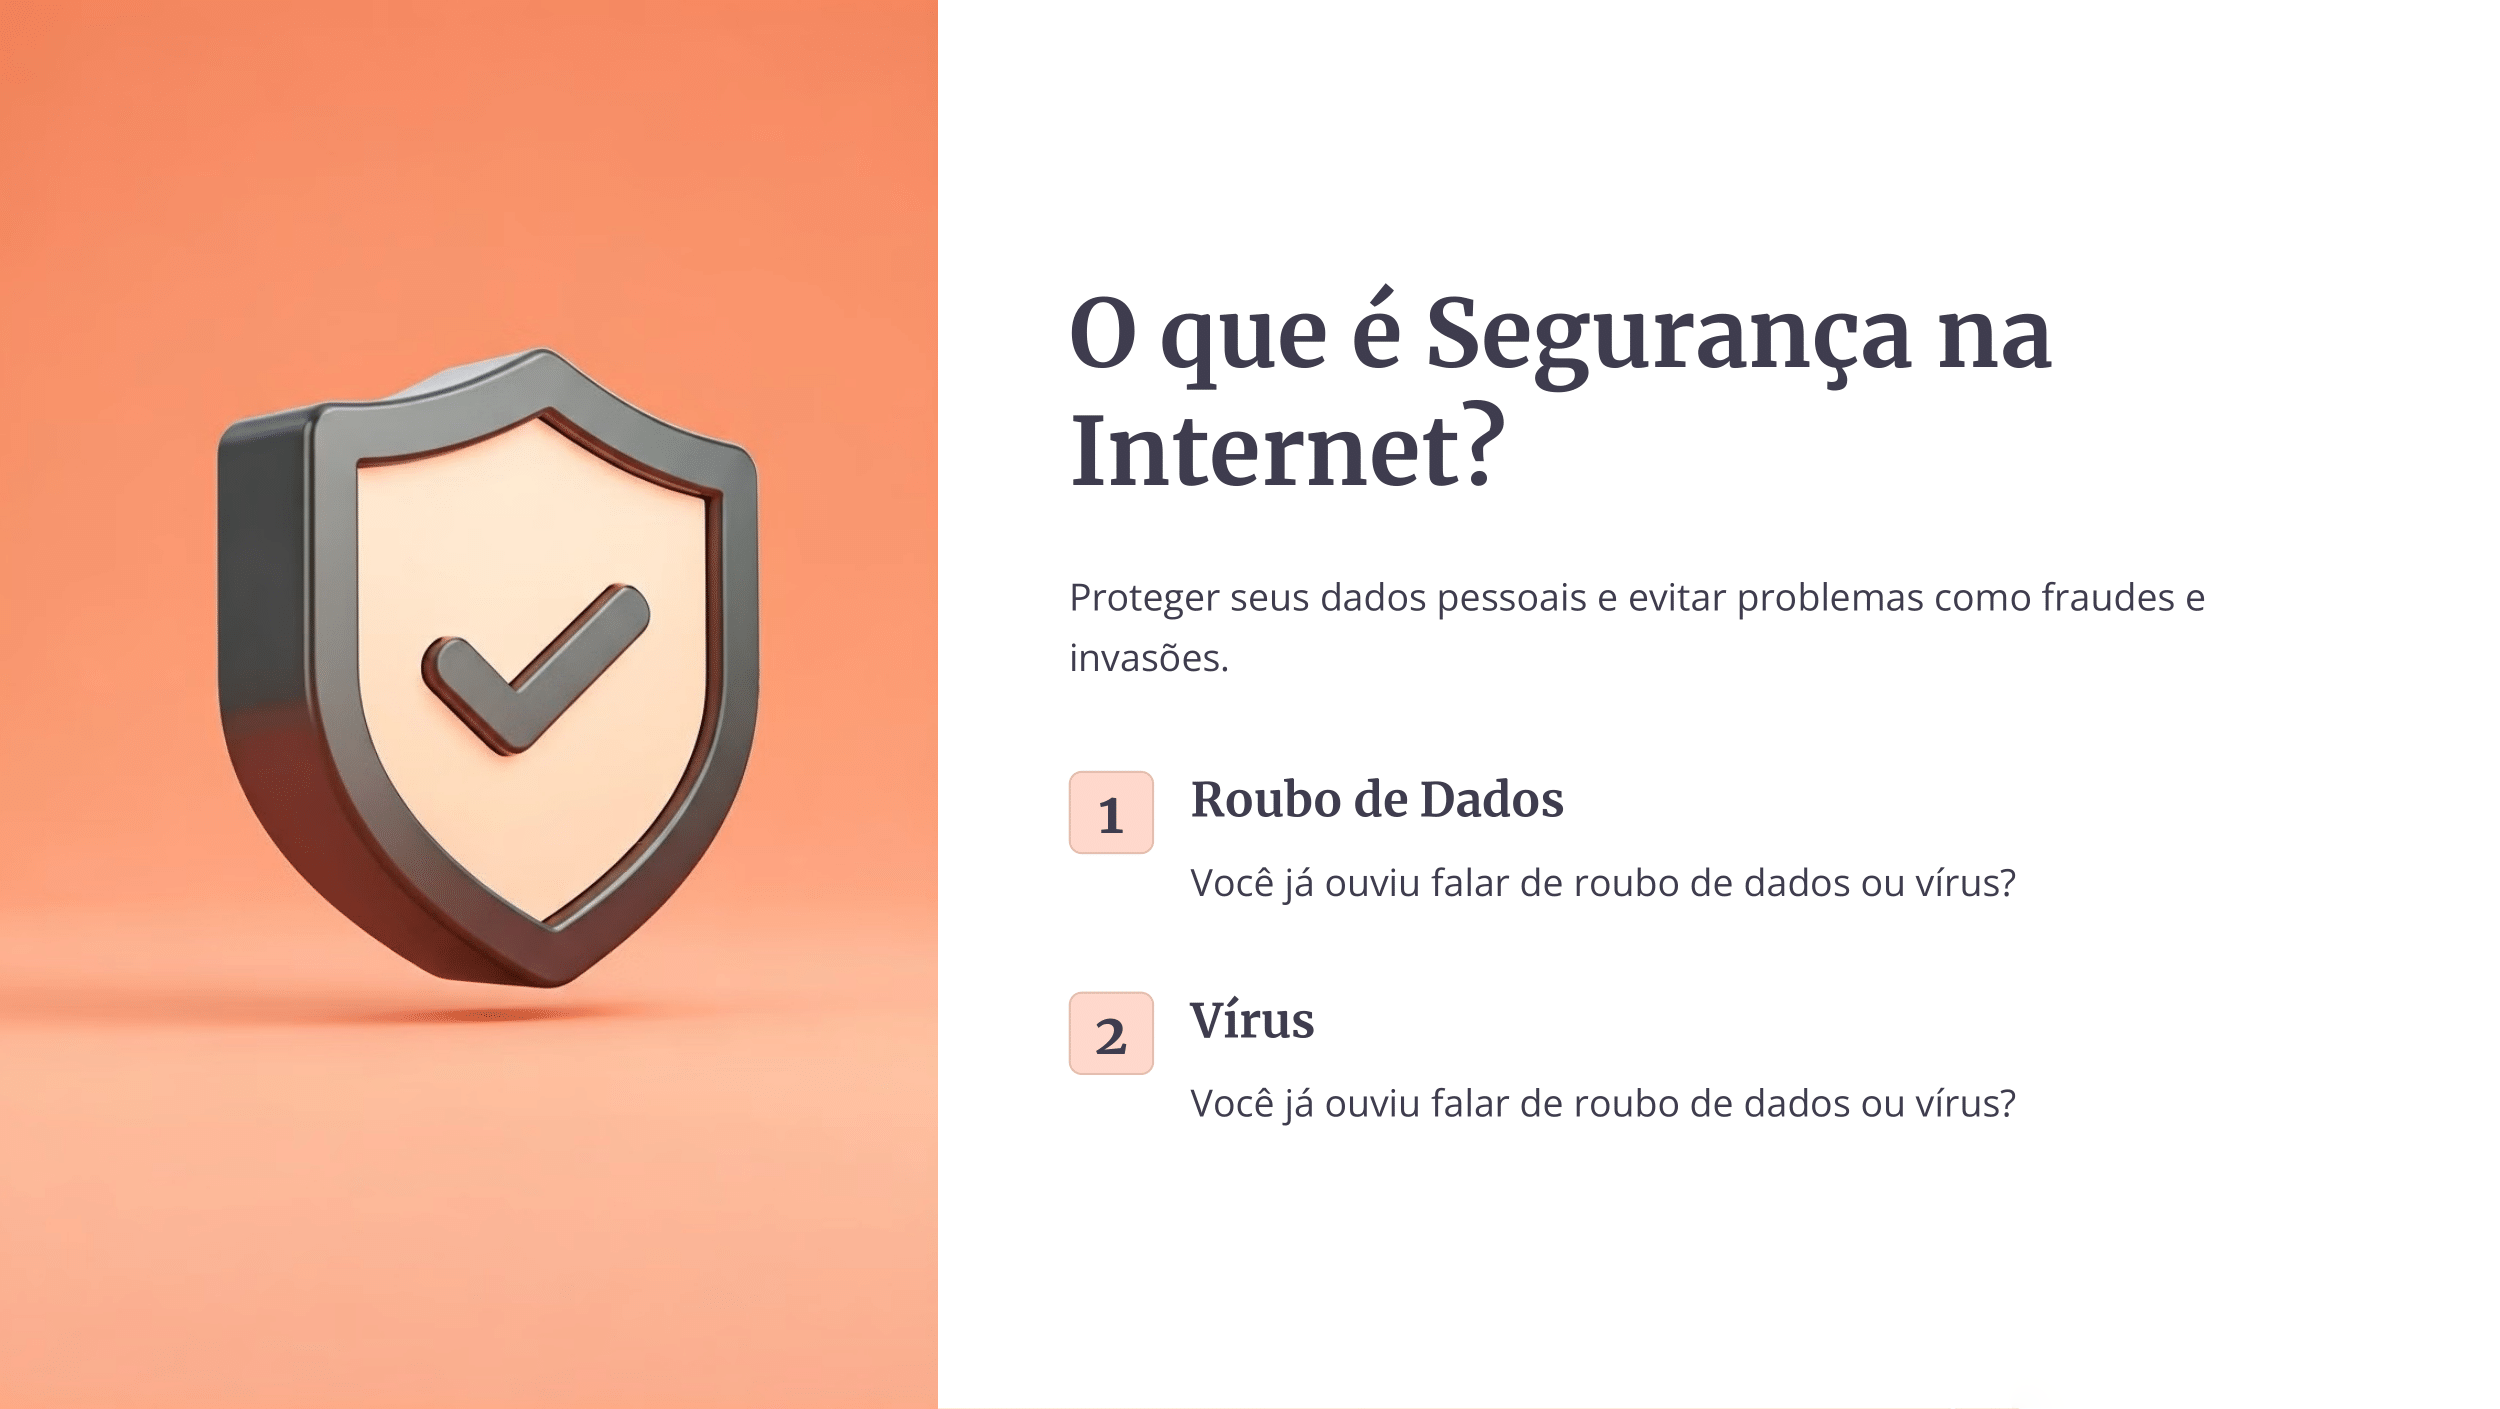 O que é Segurança na
Internet?
Proteger seus dados pessoais e evitar problemas como fraudes e
invasões.
1
Roubo de Dados
Você já ouviu falar de roubo de dados ou vírus?
2
Vírus
Você já ouviu falar de roubo de dados ou vírus?